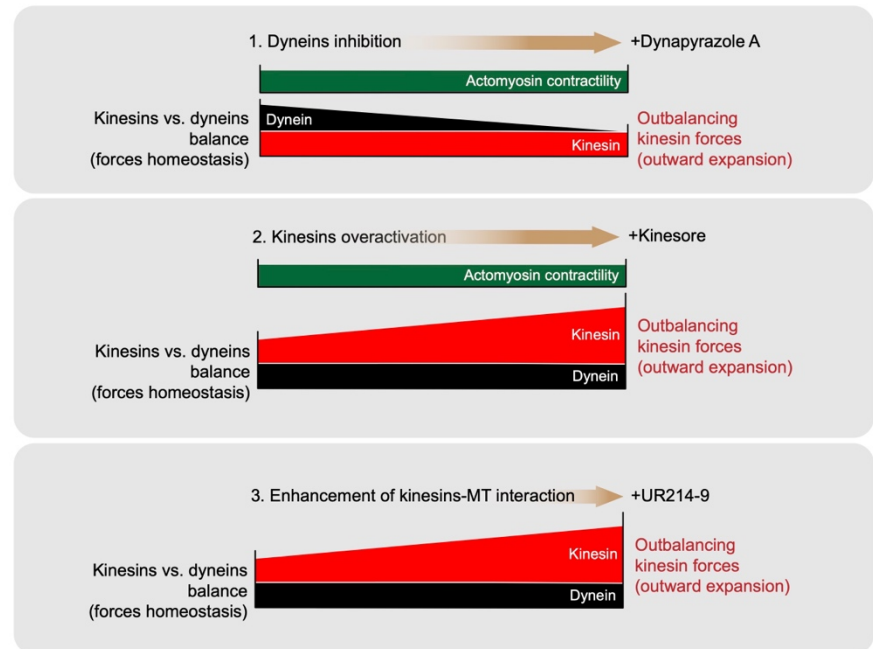 1. Dyneins inhibition
+Dynapyrazole A
Actomyosin contractility
Kinesins vs. dyneins
balance
(forces homeostasis)
Dynein
Kinesin
Outbalancing
kinesin forces
(outward expansion)
2. Kinesins overactivation
+Kinesore
Actomyosin contractility
Kinesins vs. dyneins
balance
(forces homeostasis)
Kinesin
Dynein
Outbalancing
kinesin forces
(outward expansion)
3. Enhancement of kinesins-MT interaction
+UR214-9
Kinesins vs. dyneins
balance
(forces homeostasis)
Kinesin
Dynein
Outbalancing
kinesin forces
(outward expansion)